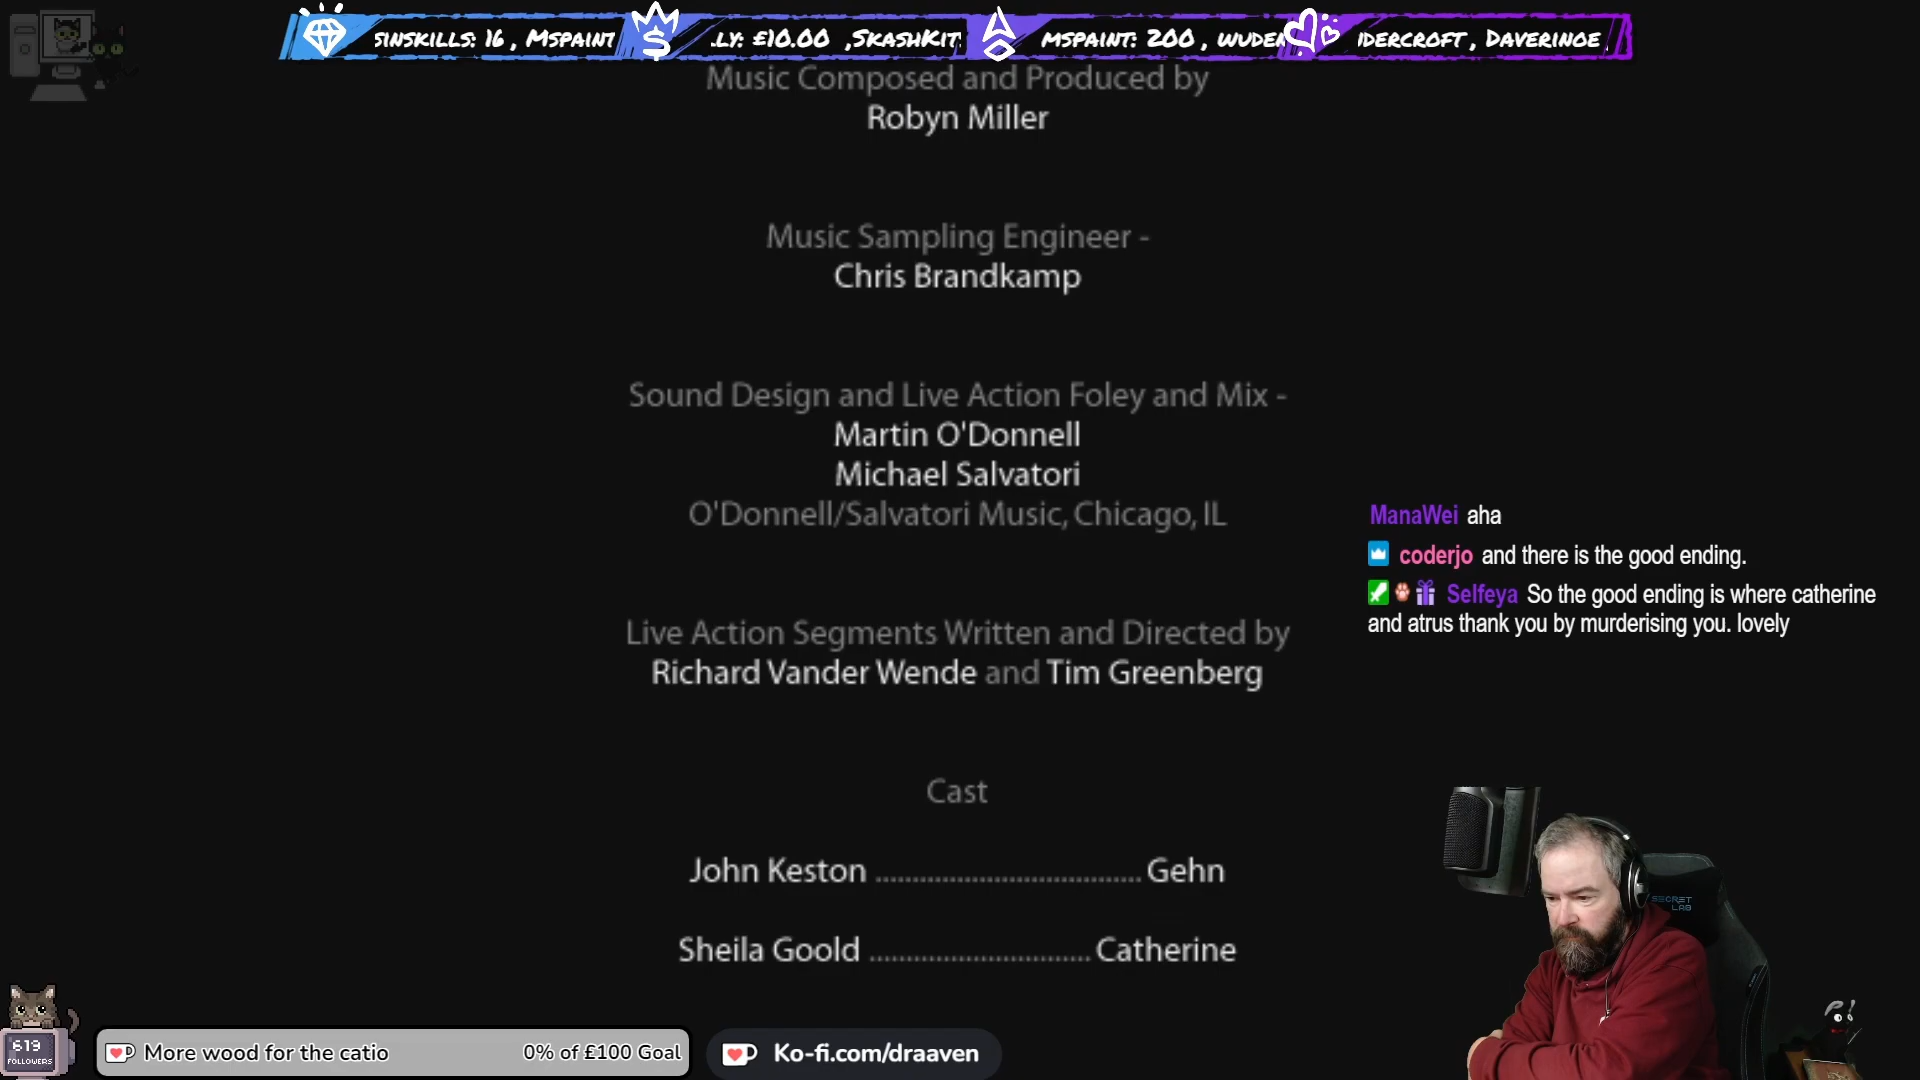 SINSKILLS: 16 , MSPAINT
.LY: £10.00 ,SKASHKIT
MSPAINT: 200 , WUDEN
IDERCROFT , DAVERINOE
Music Composed and Produced by
Robyn Miller
Music Sampling Engineer -
Chris Brandkamp
Sound Design and Live Action Foley and Mix -
Martin O'Donnell
Michael Salvatori
O'Donnell/Salvatori Music, Chicago, IL
Live Action Segments Written and Directed by
Richard Vander Wende and Tim Greenberg
Cast
John Keston .................................... Gehn
Sheila Goold .............................. Catherine
ManaWei aha
coderjo and there is the good ending.
Selfeya So the good ending is where catherine
and atrus thank you by murderising you. lovely
SECRET
LAB
619
FOLLOWERS
More wood for the catio
0% of £100 Goal
Ko-fi.com/draaven